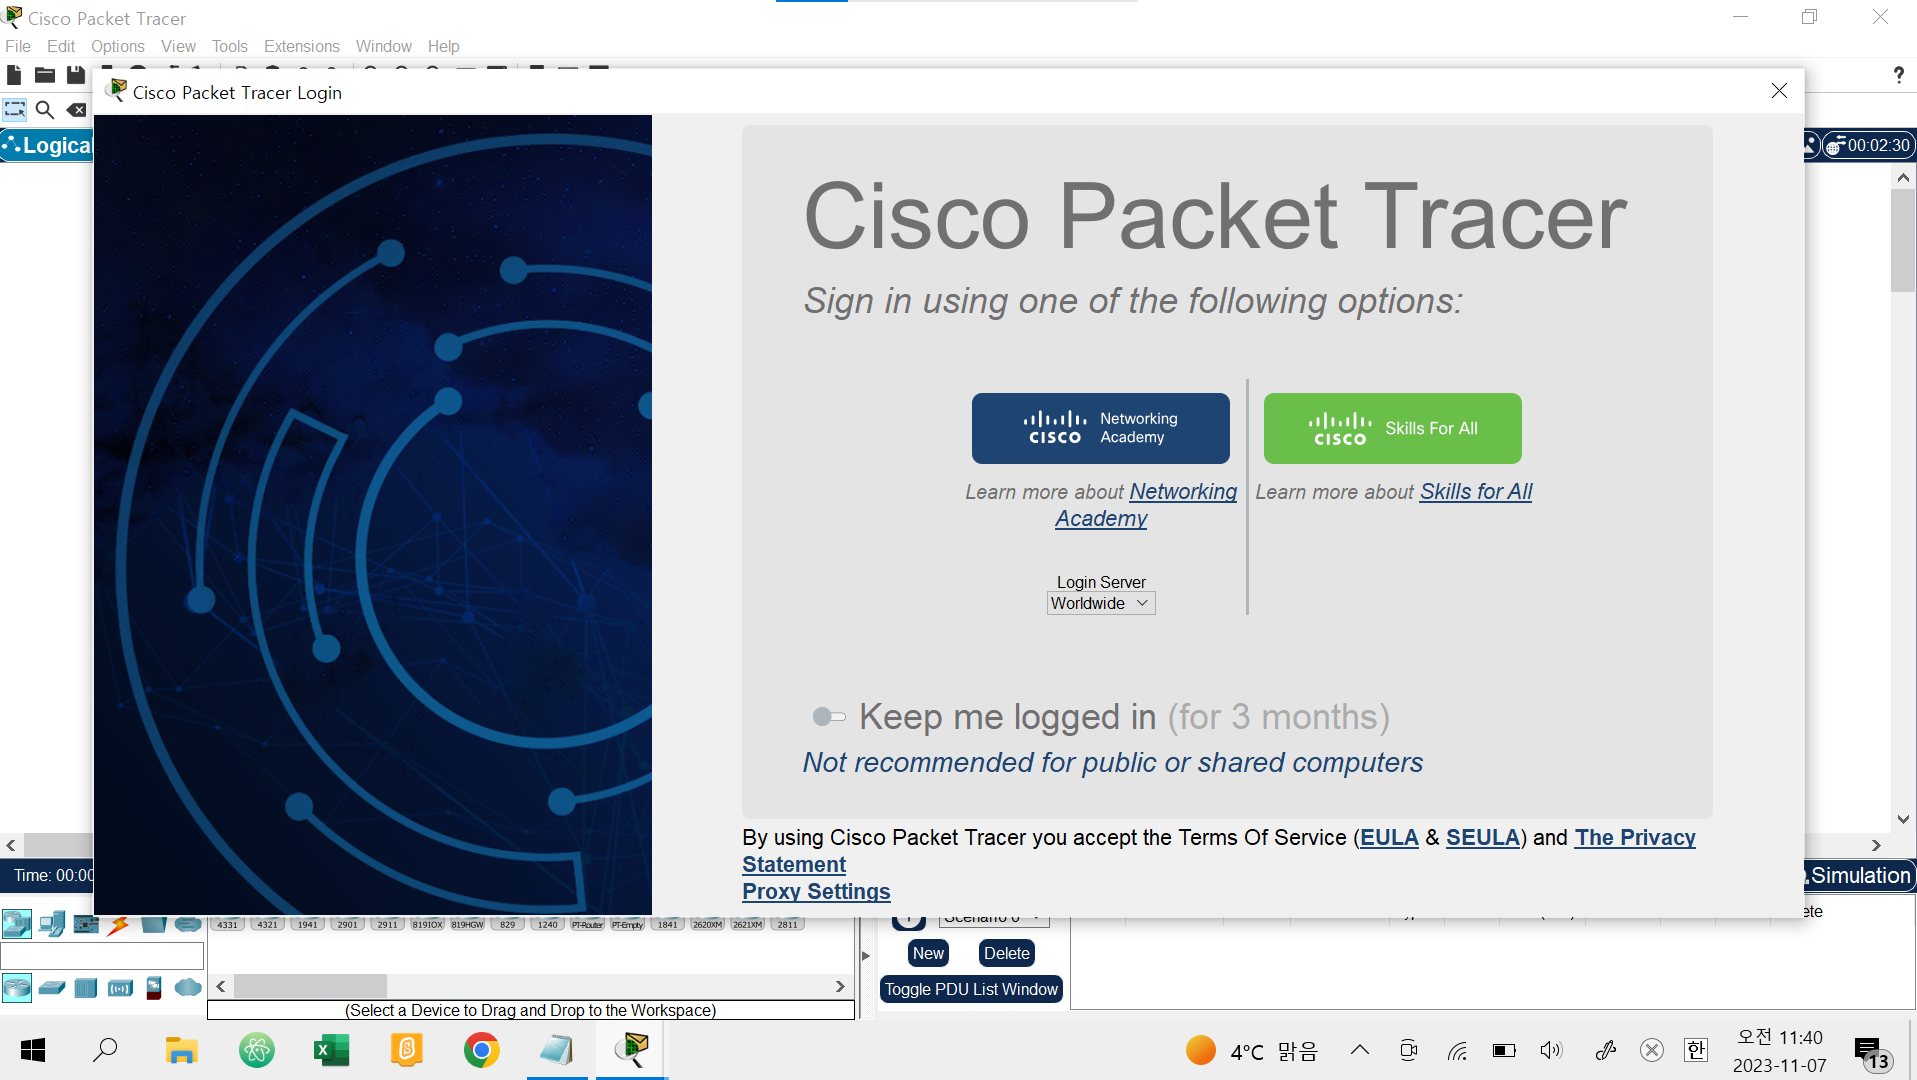 Cisco Packet Tracer
File Edit Options View Tools Extensions Window Help
?
Cisco Packet Tracer Login
Logical
00:02:30
Cisco Packet Tracer
Sign in using one of the following options:
CISCO Networking Academy
CISCO Skills For All
Learn more about Networking Academy
Learn more about Skills for All
Login Server
Worldwide
Keep me logged in (for 3 months)
Not recommended for public or shared computers
By using Cisco Packet Tracer you accept the Terms Of Service (EULA & SEULA) and The Privacy
Statement
Proxy Settings
Time: 00:00
Simulation
4331 4321 1941 2901 2911 819IOX 819HGW 829 1240 PT-Router PT-Empty 1841 2620XM 2621XM 2811
Scenario 0
New Delete
Toggle PDU List Window
(Select a Device to Drag and Drop to the Workspace)
4°C 맑음
한
오전 11:40
2023-11-07
13